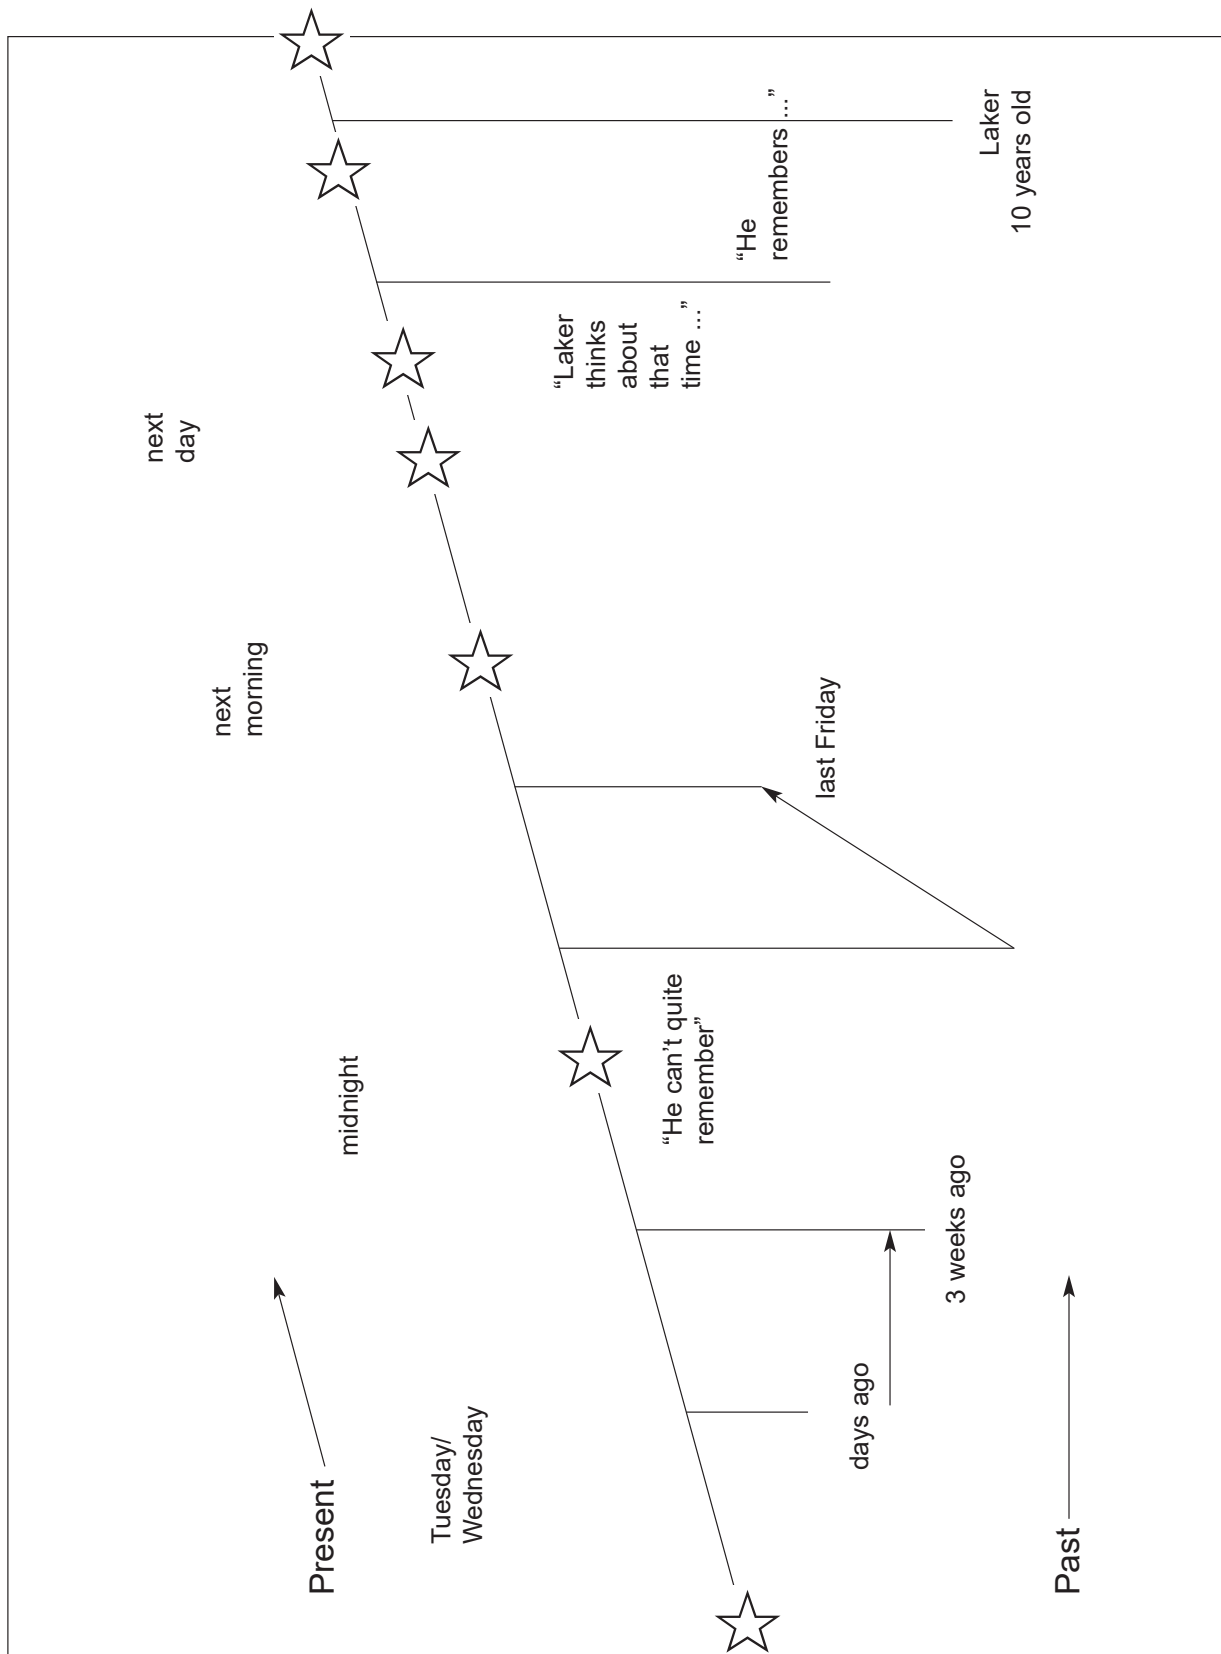 Present
Tuesday/
Wednesday
midnight
next
morning
next
day
days ago
3 weeks ago
“He can’t quite
remember”
last Friday
“Laker
thinks
about
that
time ...”
“He
remembers ...”
Laker
10 years old
Past